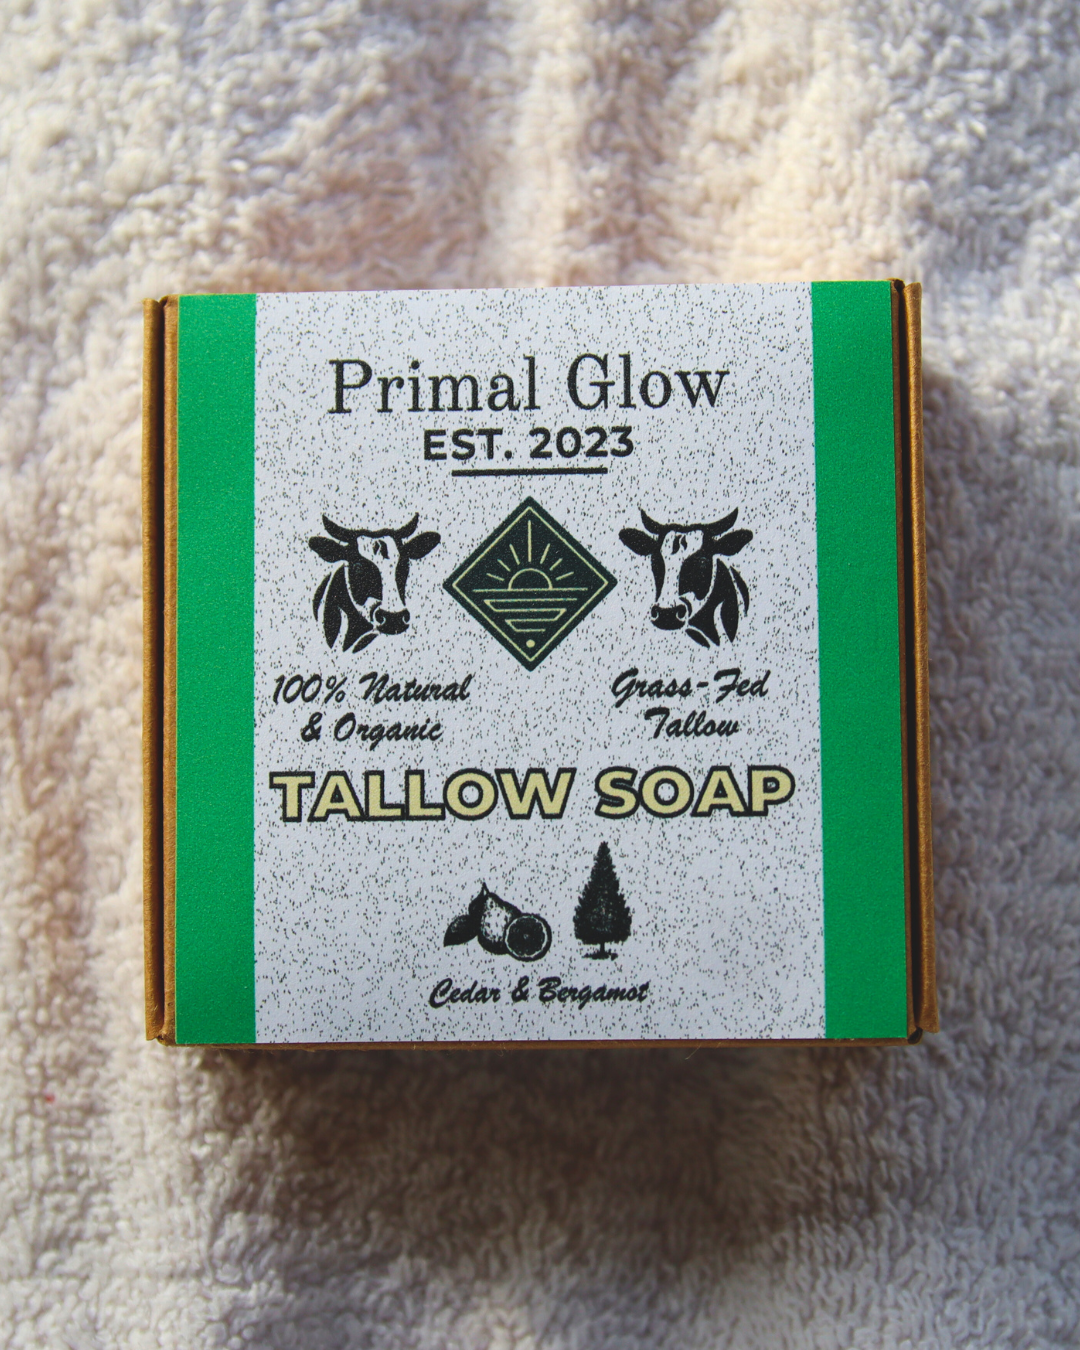 Primal Glow
EST. 2023
100% Natural
& Organic
Grass-Fed
Tallow
TALLOW SOAP
Cedar & Bergamot